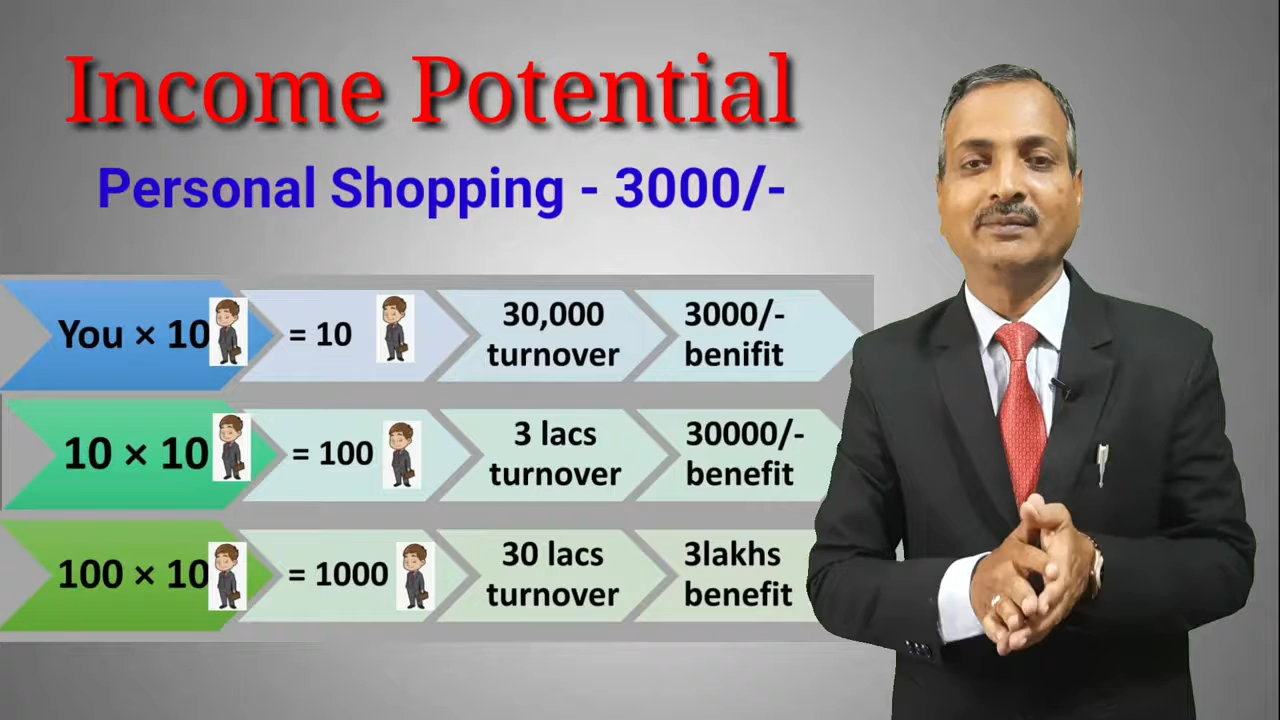 Income Potential
Personal Shopping - 3000/-
You × 10
= 10
30,000
turnover
3000/-
benifit
10 × 10
= 100
3 lacs
turnover
30000/-
benefit
100 × 10
= 1000
30 lacs
turnover
3lakhs
benefit